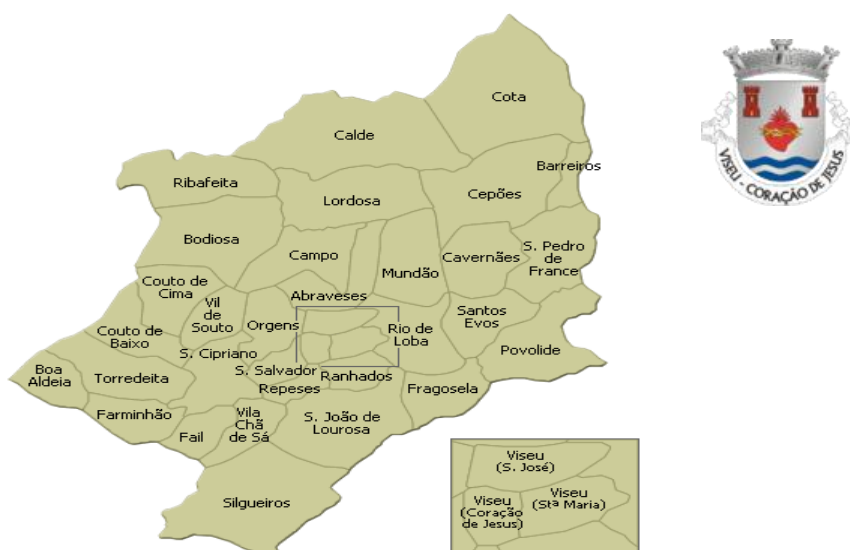 Cota
Calde
Barreiros
Ribafeita
Cepões
Lordosa
Bodiosa
S. Pedro
de
France
Campo
Cavernães
Mundão
Couto de
Cima
Abraveses
Vil
de
Souto
Santos
Evos
Orgens
Rio de
Loba
Couto de
Baixo
Povolide
S. Cipriano
Boa
Aldeia
S. Salvador
Torredeita
Ranhados
Repeses
Fragosela
Farminhão
Vila
Chã
de Sá
S. João de
Lourosa
Fail
Silgueiros
Viseu
(S. José)
Viseu
(Coração
de Jesus)
Viseu
(Stª Maria)
VISEU - CORAÇÃO DE JESUS